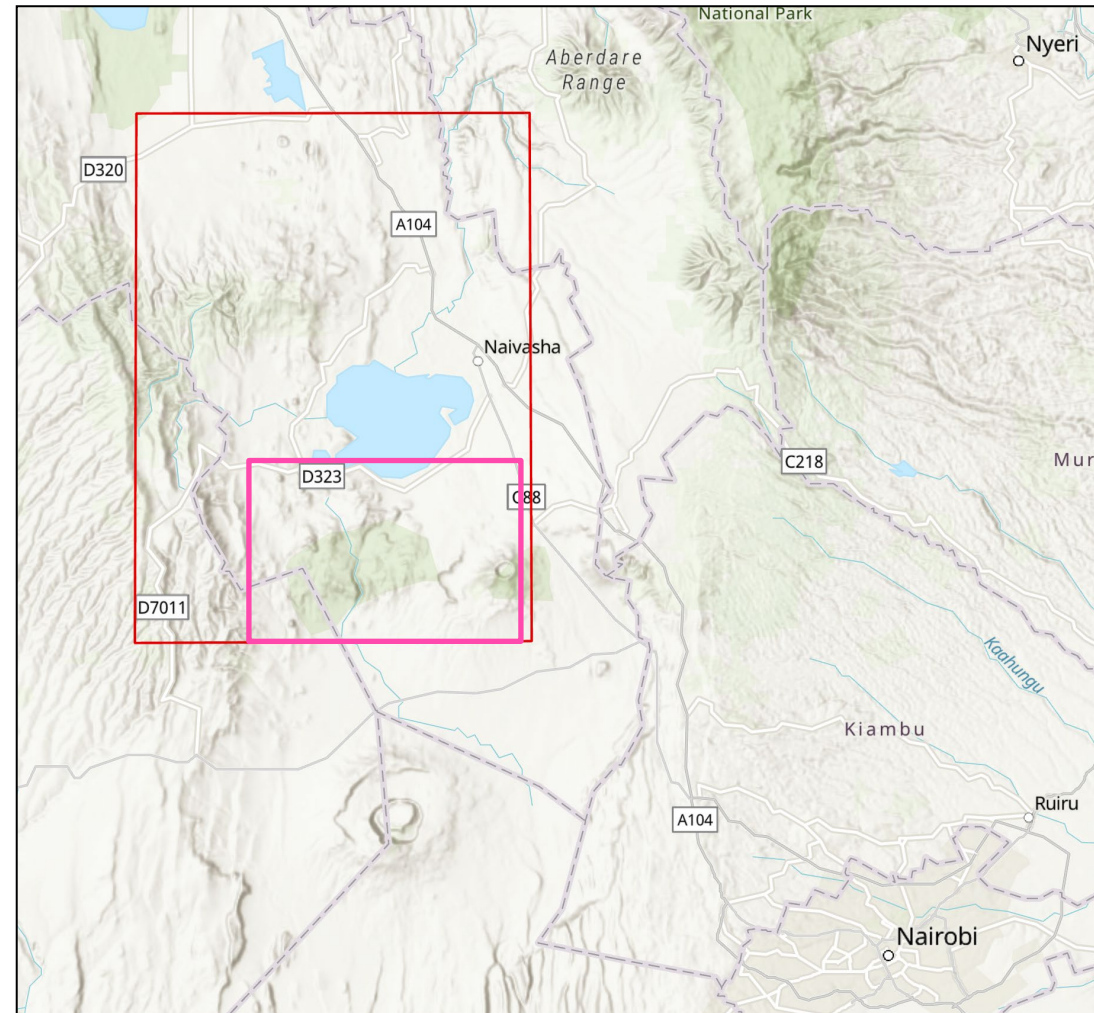 National Park
Nyeri
Aberdare
Range
D320
A104
Naivasha
C218
Mur
D323
C88
D7011
Kaahungu
Kiambu
Ruiru
A104
Nairobi